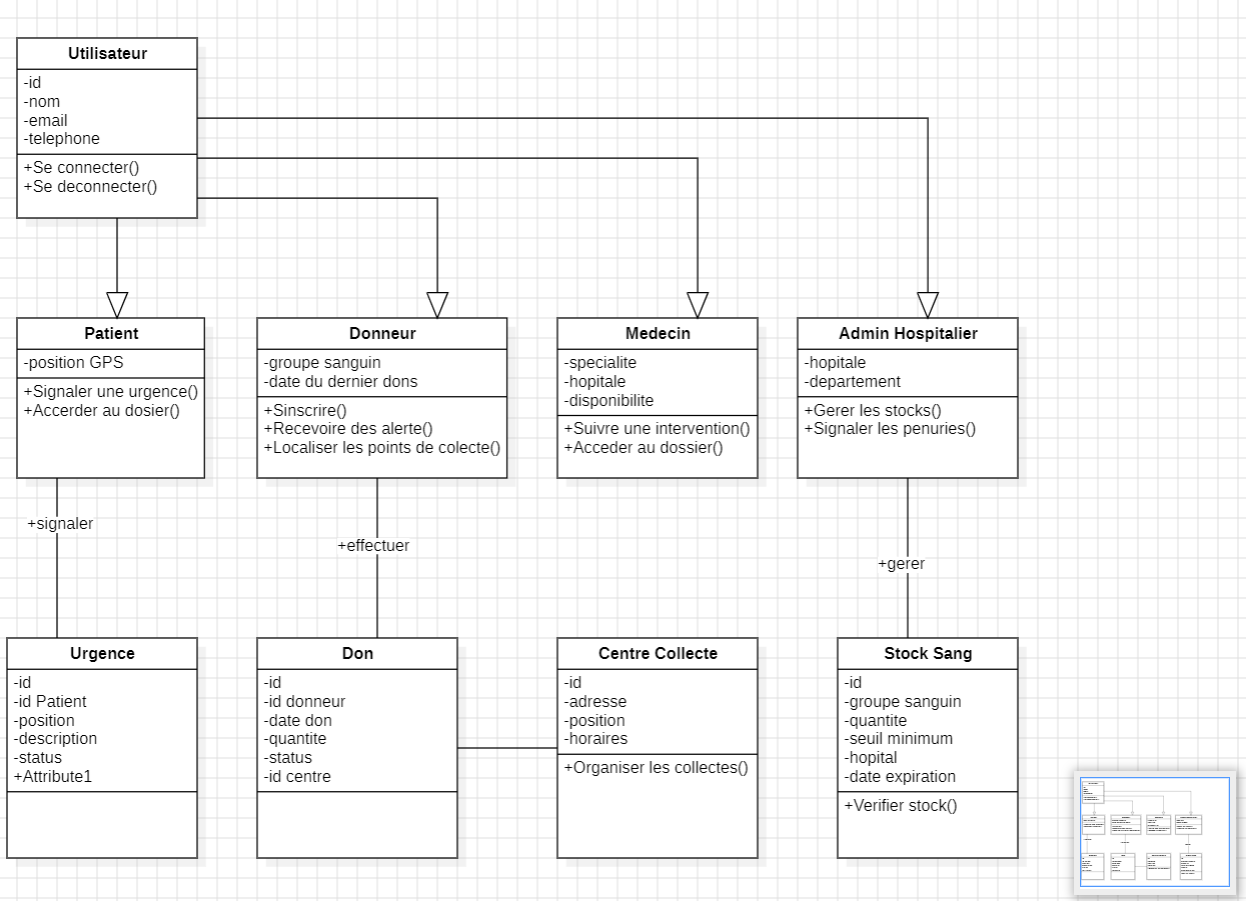 Utilisateur
-id
-nom
-email
-telephone
+Se connecter()
+Se deconnecter()
Patient
-position GPS
+Signaler une urgence()
+Accerder au dosier()
Donneur
-groupe sanguin
-date du dernier dons
+Sinscrire()
+Recevoire des alerte()
+Localiser les points de colecte()
Medecin
-specialite
-hopitale
-disponibilite
+Suivre une intervention()
+Acceder au dossier()
Admin Hospitalier
-hopitale
-departement
+Gerer les stocks()
+Signaler les penuries()
+signaler
+effectuer
+gerer
Urgence
-id
-id Patient
-position
-description
-status
+Attribute1
Don
-id
-id donneur
-date don
-quantite
-status
-id centre
Centre Collecte
-id
-adresse
-position
-horaires
+Organiser les collectes()
Stock Sang
-id
-groupe sanguin
-quantite
-seuil minimum
-hopital
-date expiration
+Verifier stock()